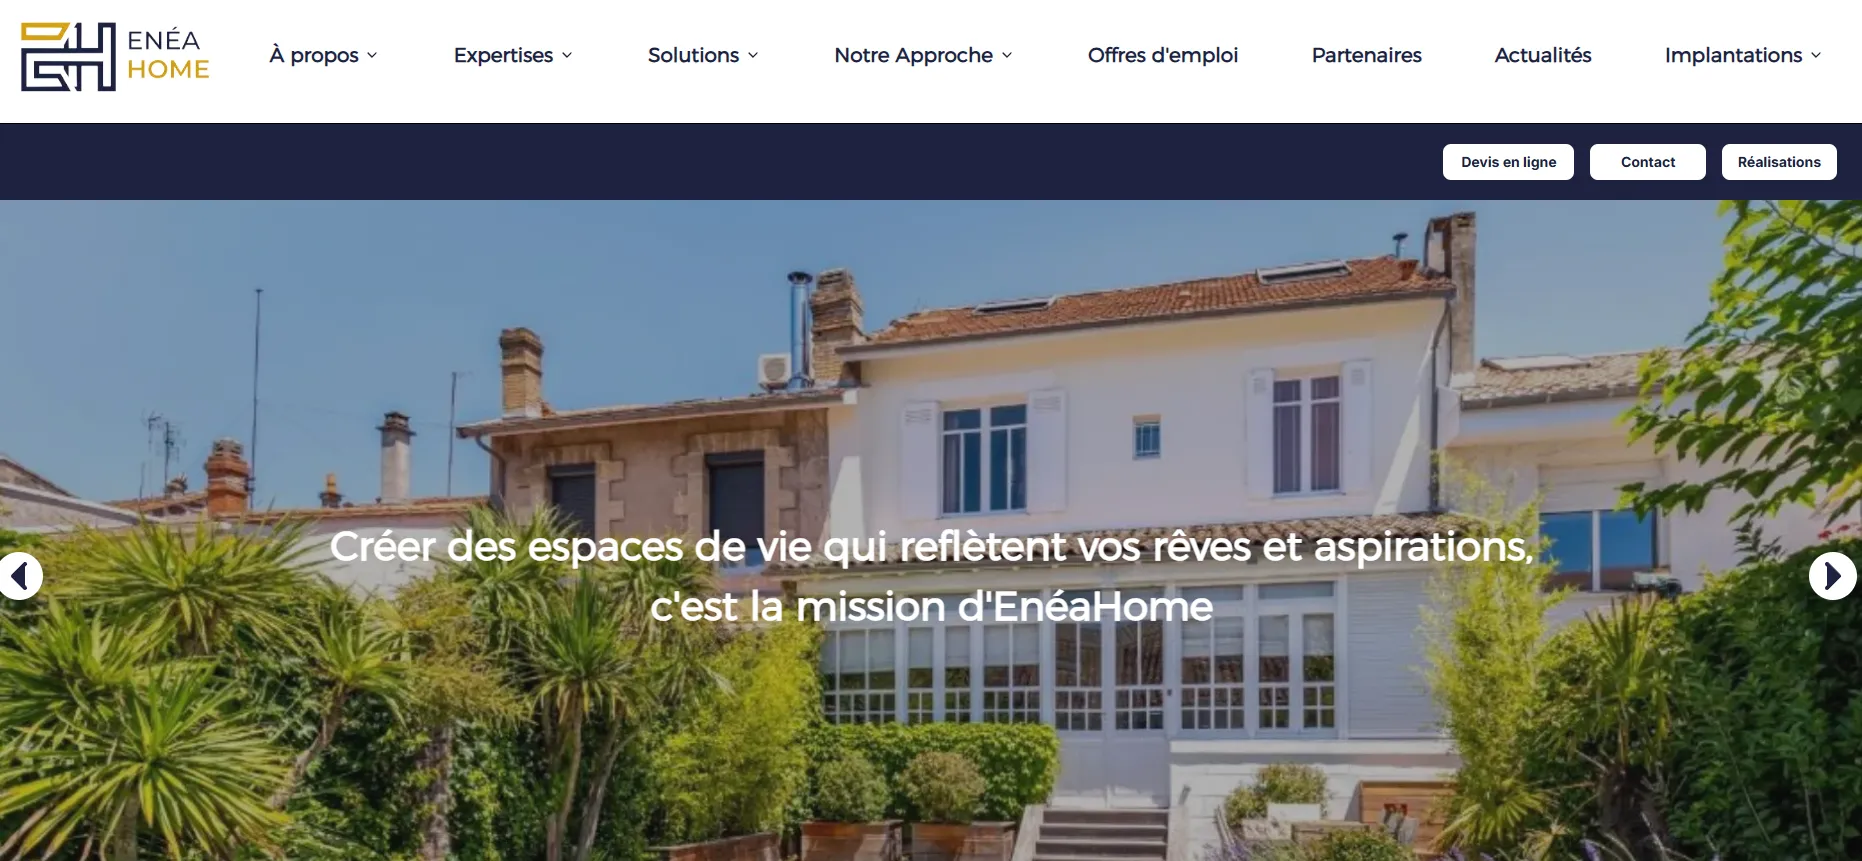 ENÉA
HOME
À propos
Expertises
Solutions
Notre Approche
Offres d'emploi
Partenaires
Actualités
Implantations
Devis en ligne
Contact
Réalisations
Créer des espaces de vie qui reflètent vos rêves et aspirations,
c'est la mission d'EnéaHome